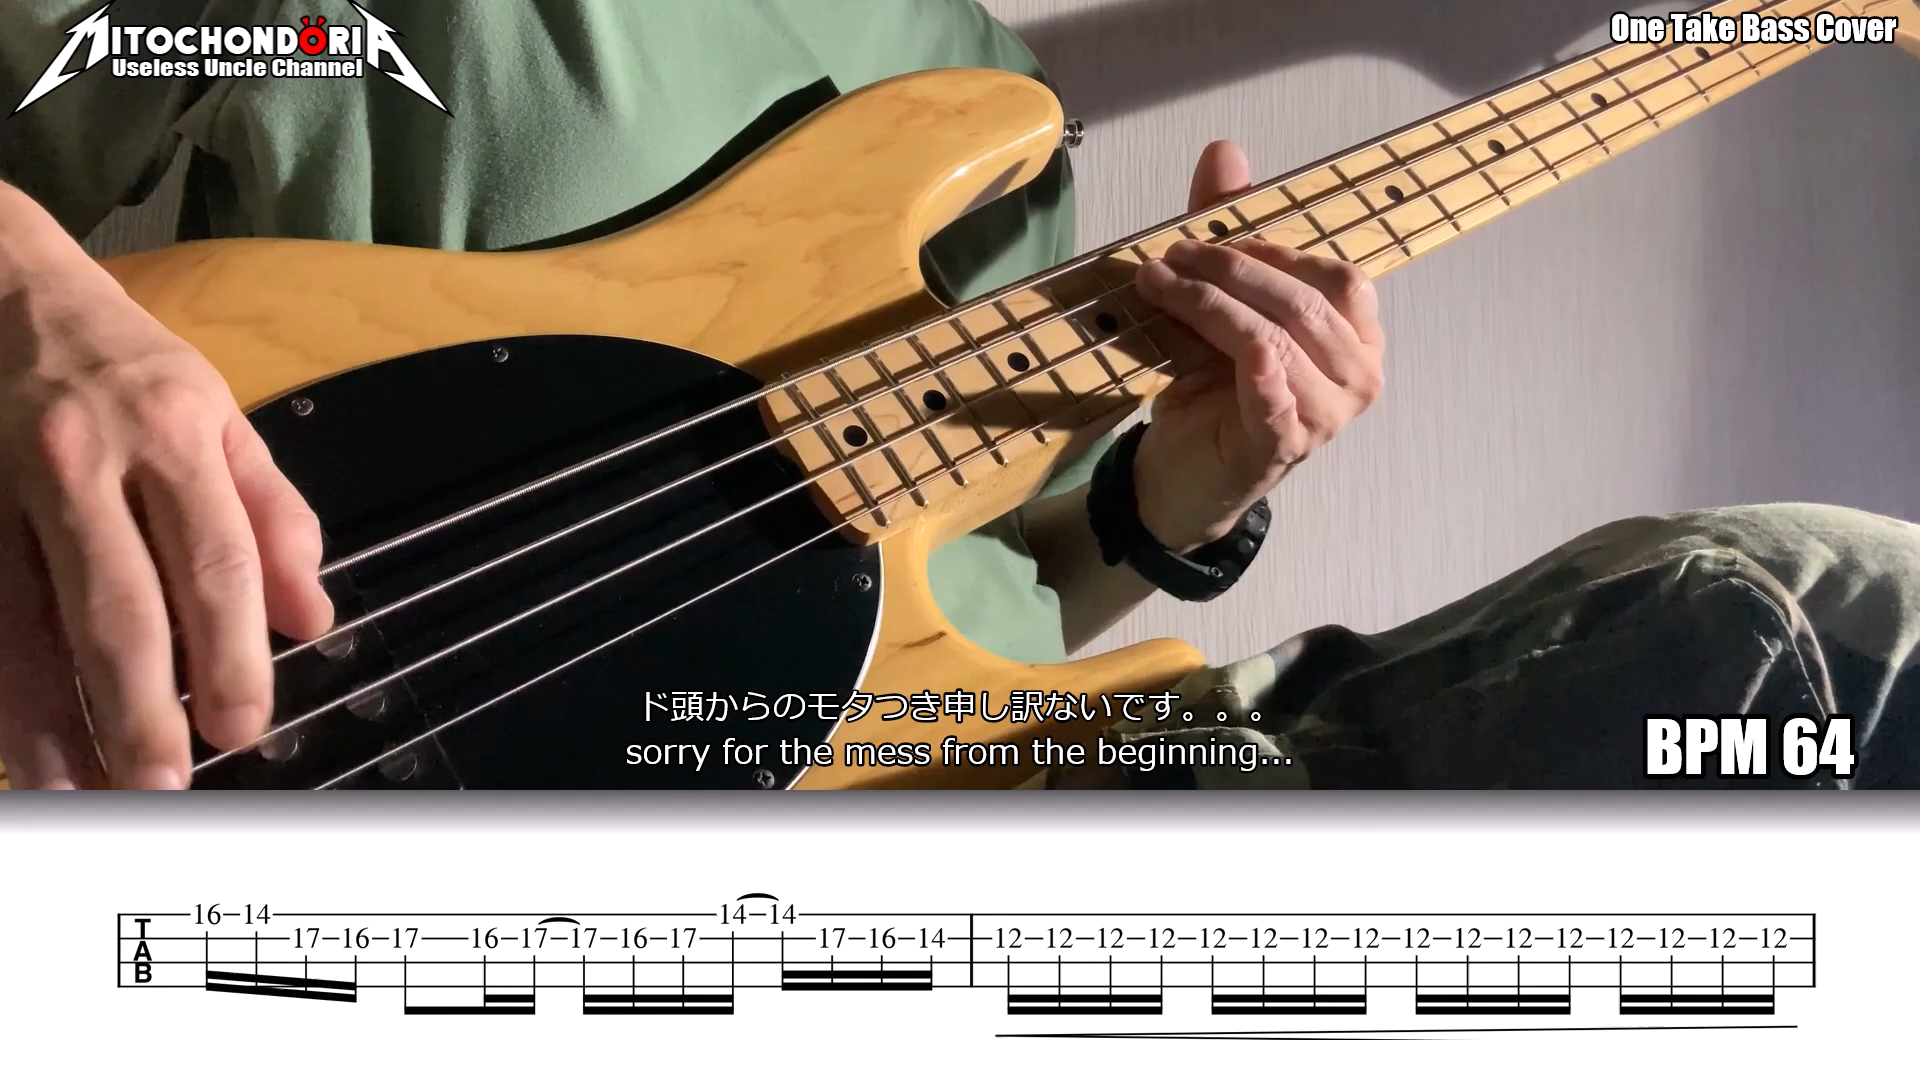 MITOCHONDÖRIA
Useless Uncle Channel
One Take Bass Cover
ド頭からのモタつき申し訳ないです。。。
sorry for the mess from the beginning...
BPM 64
T
A
B
16-14 14-14
17-16-17 16-17-17-16-17 17-16-14 12-12-12-12-12-12-12-12-12-12-12-12-12-12-12-12